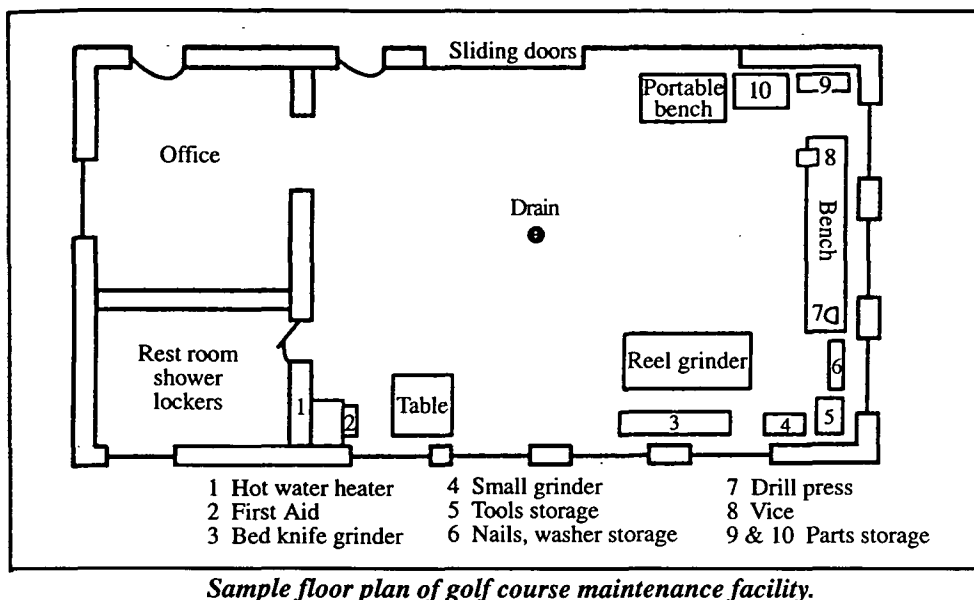 Sliding doors
Portable
bench
10
9
Office
8
Bench
Drain
7
Rest room
shower
lockers
Reel grinder
6
1
2
Table
3
4
5
1 Hot water heater
2 First Aid
3 Bed knife grinder
4 Small grinder
5 Tools storage
6 Nails, washer storage
7 Drill press
8 Vice
9 & 10 Parts storage
Sample floor plan of golf course maintenance facility.